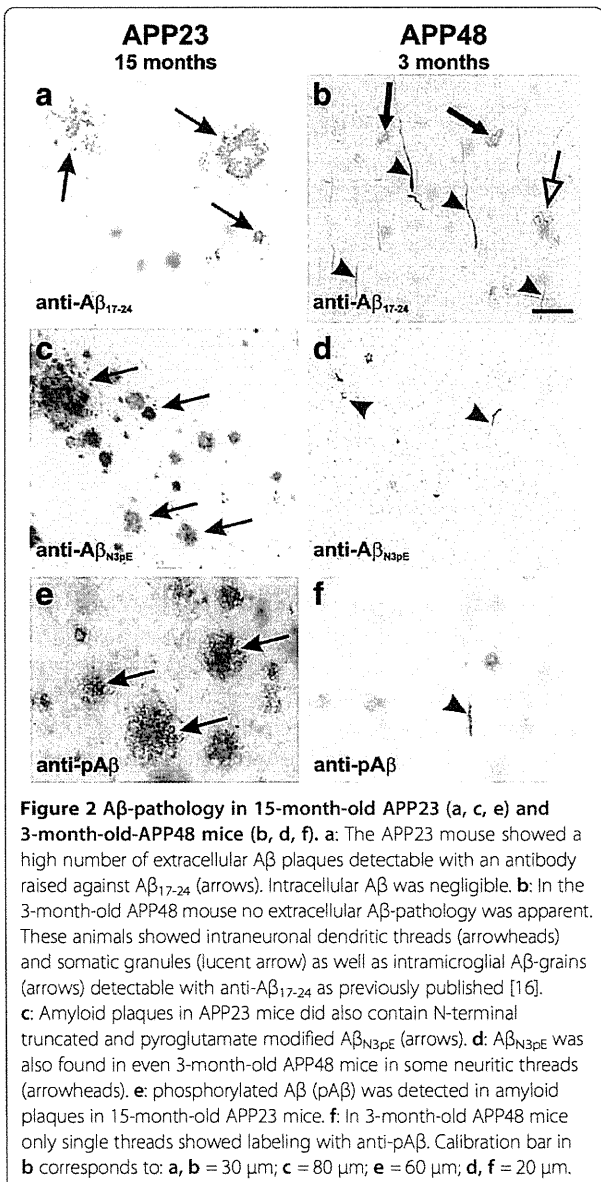 APP23 APP48
15 months 3 months
a b
anti-Aβ17-24 anti-Aβ17-24
c d
anti-AβN3pE anti-AβN3pE
e f
anti-pAβ anti-pAβ
Figure 2 Aβ-pathology in 15-month-old APP23 (a, c, e) and
3-month-old-APP48 mice (b, d, f). a: The APP23 mouse showed a
high number of extracellular Aβ plaques detectable with an antibody
raised against Aβ17-24 (arrows). Intracellular Aβ was negligible. b: In the
3-month-old APP48 mouse no extracellular Aβ-pathology was apparent.
These animals showed intraneuronal dendritic threads (arrowheads)
and somatic granules (lucent arrow) as well as intramicroglial Aβ-grains
(arrows) detectable with anti-Aβ17-24 as previously published [16].
c: Amyloid plaques in APP23 mice did also contain N-terminal
truncated and pyroglutamate modified AβN3pE (arrows). d: AβN3pE was
also found in even 3-month-old APP48 mice in some neuritic threads
(arrowheads). e: phosphorylated Aβ (pAβ) was detected in amyloid
plaques in 15-month-old APP23 mice. f: In 3-month-old APP48 mice
only single threads showed labeling with anti-pAβ. Calibration bar in
b corresponds to: a, b = 30 μm; c = 80 μm; e = 60 μm; d, f = 20 μm.